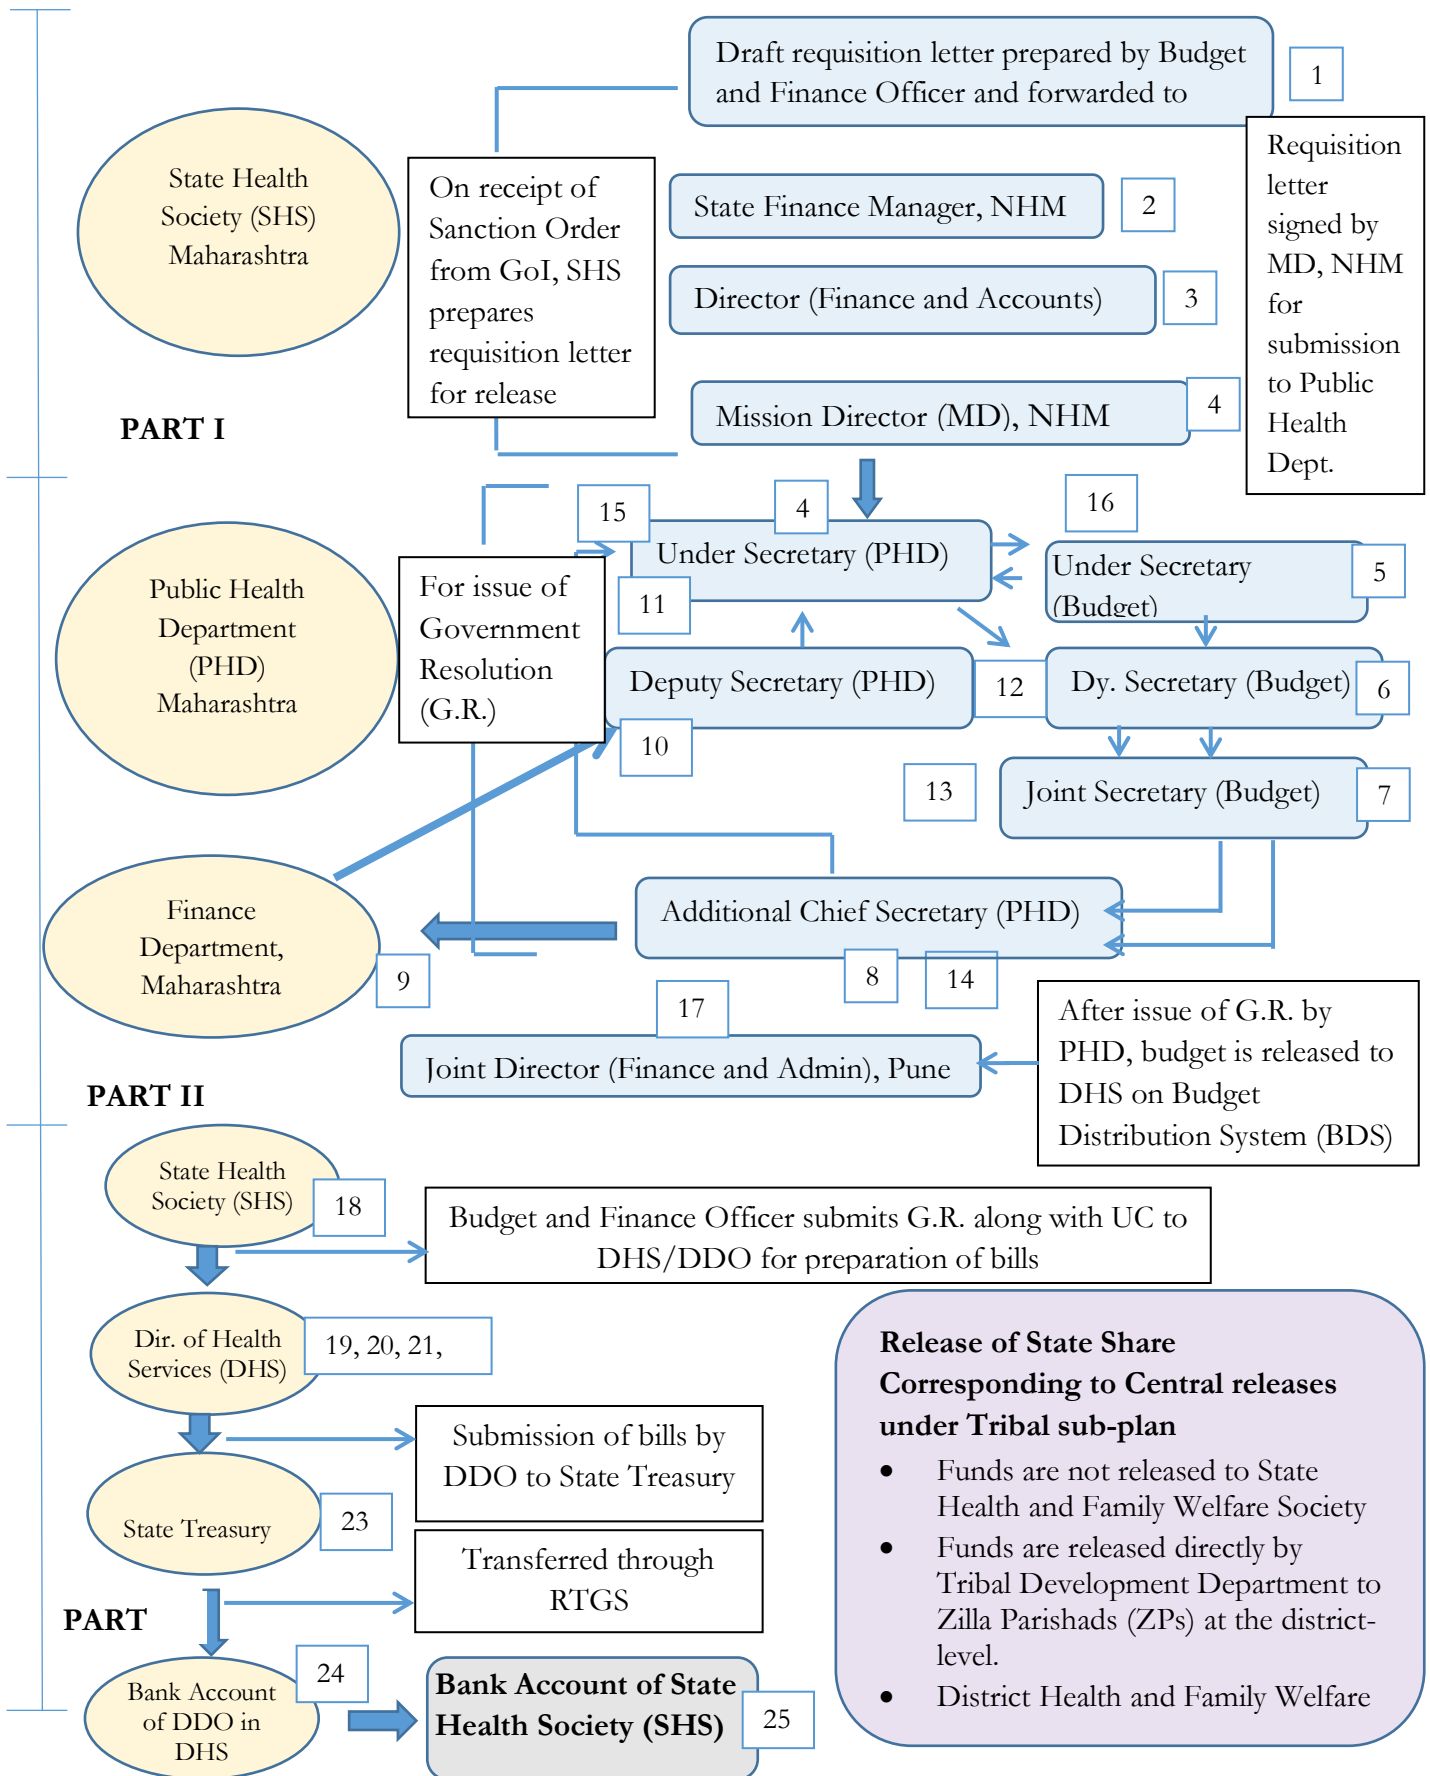 Draft requisition letter prepared by Budget
and Finance Officer and forwarded to
1
State Health
Society (SHS)
Maharashtra
On receipt of
Sanction Order
from GoI, SHS
prepares
requisition letter
for release
State Finance Manager, NHM
2
Director (Finance and Accounts)
3
Mission Director (MD), NHM
4
Requisition
letter
signed by
MD, NHM
for
submission
to Public
Health
Dept.
PART I
15
4
16
Under Secretary (PHD)
11
Under Secretary
(Budget)
5
Public Health
Department
(PHD)
Maharashtra
For issue of
Government
Resolution
(G.R.)
Deputy Secretary (PHD)
12
Dy. Secretary (Budget)
6
10
13
Joint Secretary (Budget)
7
Finance
Department,
Maharashtra
9
Additional Chief Secretary (PHD)
8
14
17
Joint Director (Finance and Admin), Pune
After issue of G.R. by
PHD, budget is released to
DHS on Budget
Distribution System (BDS)
PART II
State Health
Society (SHS)
18
Budget and Finance Officer submits G.R. along with UC to
DHS/DDO for preparation of bills
Dir. of Health
Services (DHS)
19, 20, 21,
Submission of bills by
DDO to State Treasury
State Treasury
23
Transferred through
RTGS
PART
24
Bank Account
of DDO in
DHS
Bank Account of State
Health Society (SHS)
25
Release of State Share
Corresponding to Central releases
under Tribal sub-plan
• Funds are not released to State
Health and Family Welfare Society
• Funds are released directly by
Tribal Development Department to
Zilla Parishads (ZPs) at the district-
level.
• District Health and Family Welfare